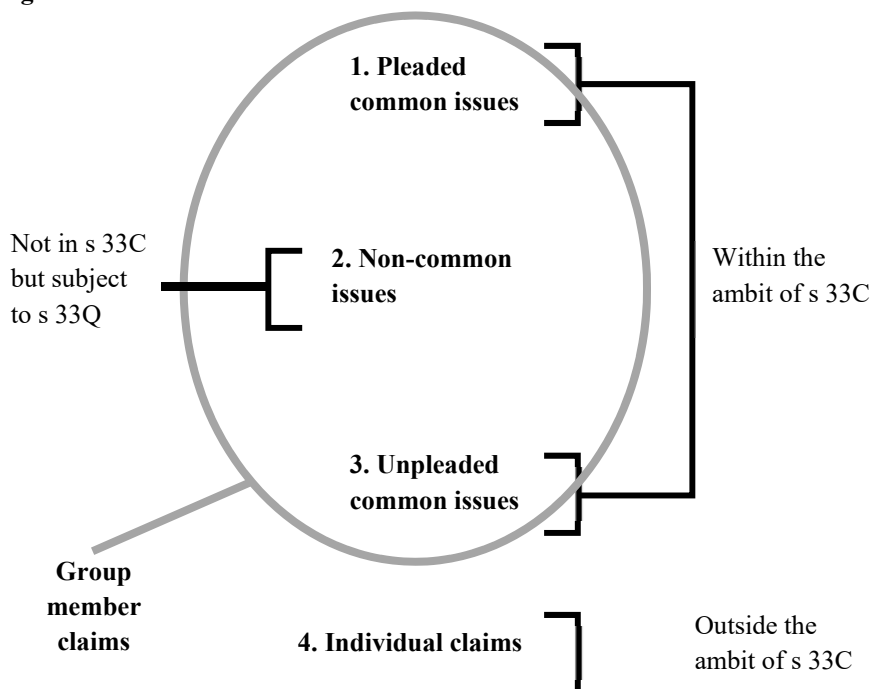 1. Pleaded
common issues
Not in s 33C
but subject
to s 33Q
2. Non-common
issues
Within the
ambit of s 33C
3. Unpleaded
common issues
Group
member
claims
4. Individual claims
Outside the
ambit of s 33C